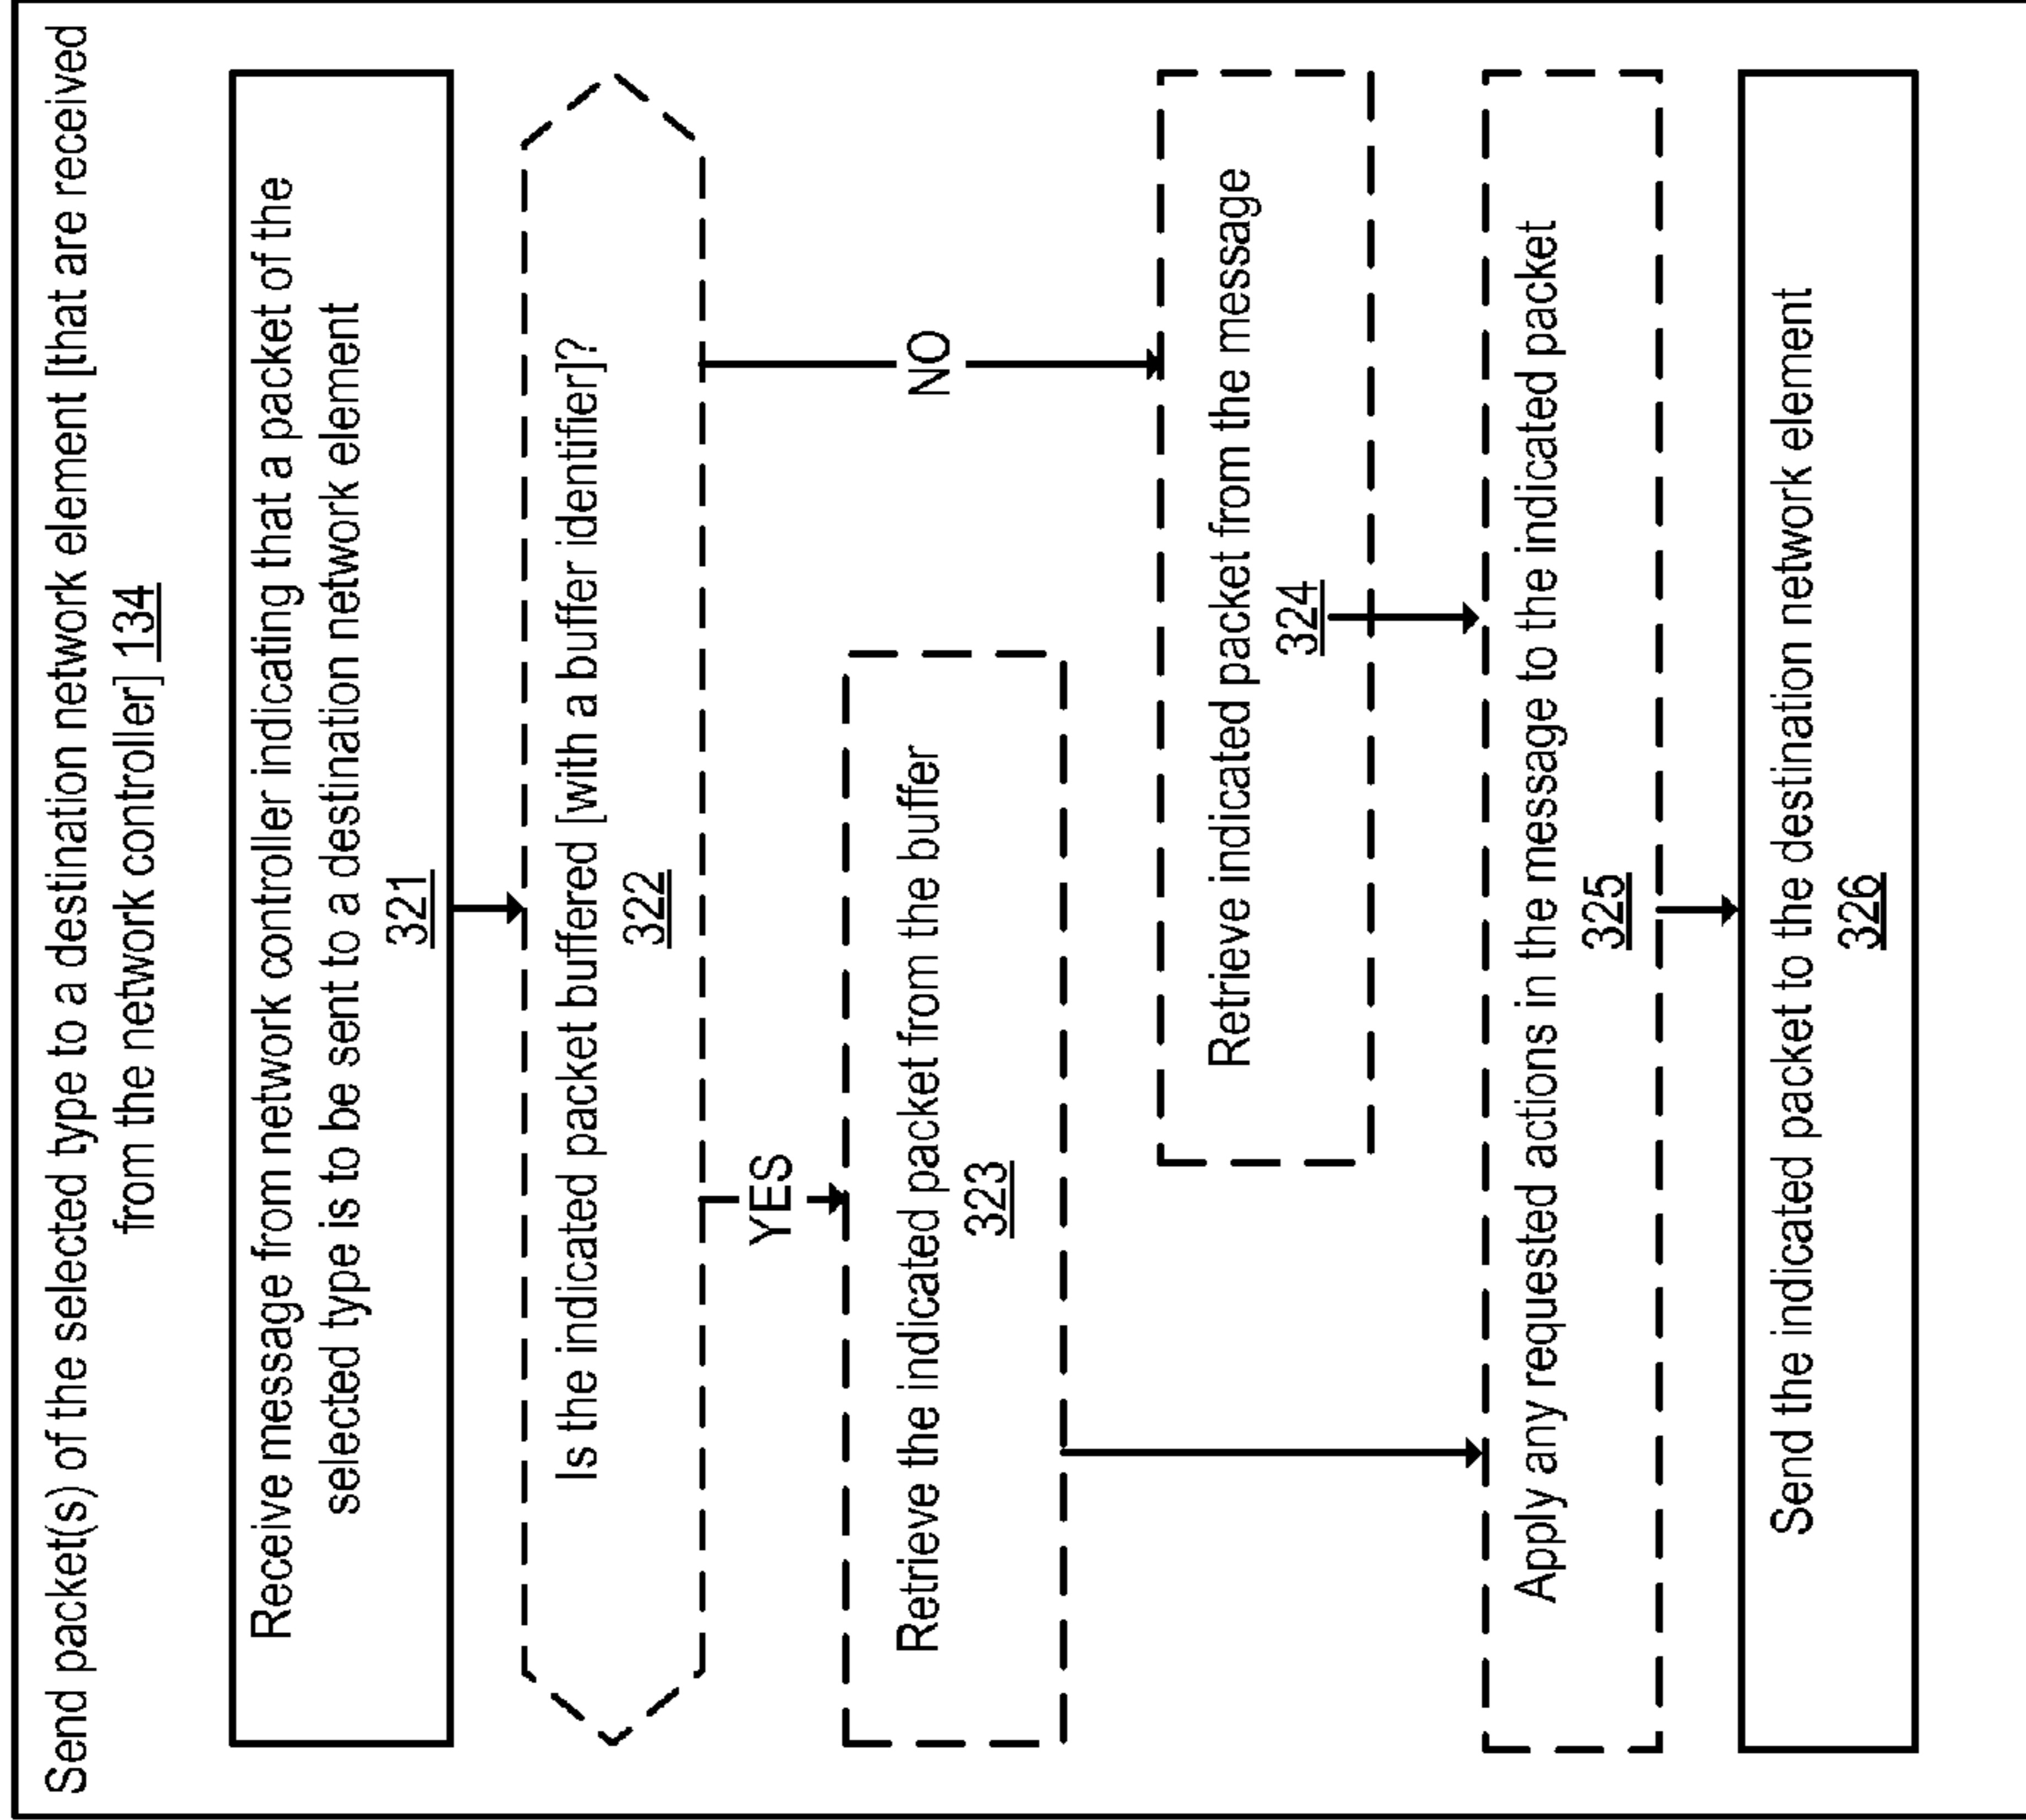 Send packet(s) of the selected type to a destination network element [that are received
from the network controller] 134
Receive message from network controller indicating that a packet of the
selected type is to be sent to a destination network element
321
Is the indicated packet buffered [with a buffer identifier]?
322
YES
NO
Retrieve the indicated packet from the buffer
323
Retrieve indicated packet from the message
324
Apply any requested actions in the message to the indicated packet
325
Send the indicated packet to the destination network element
326